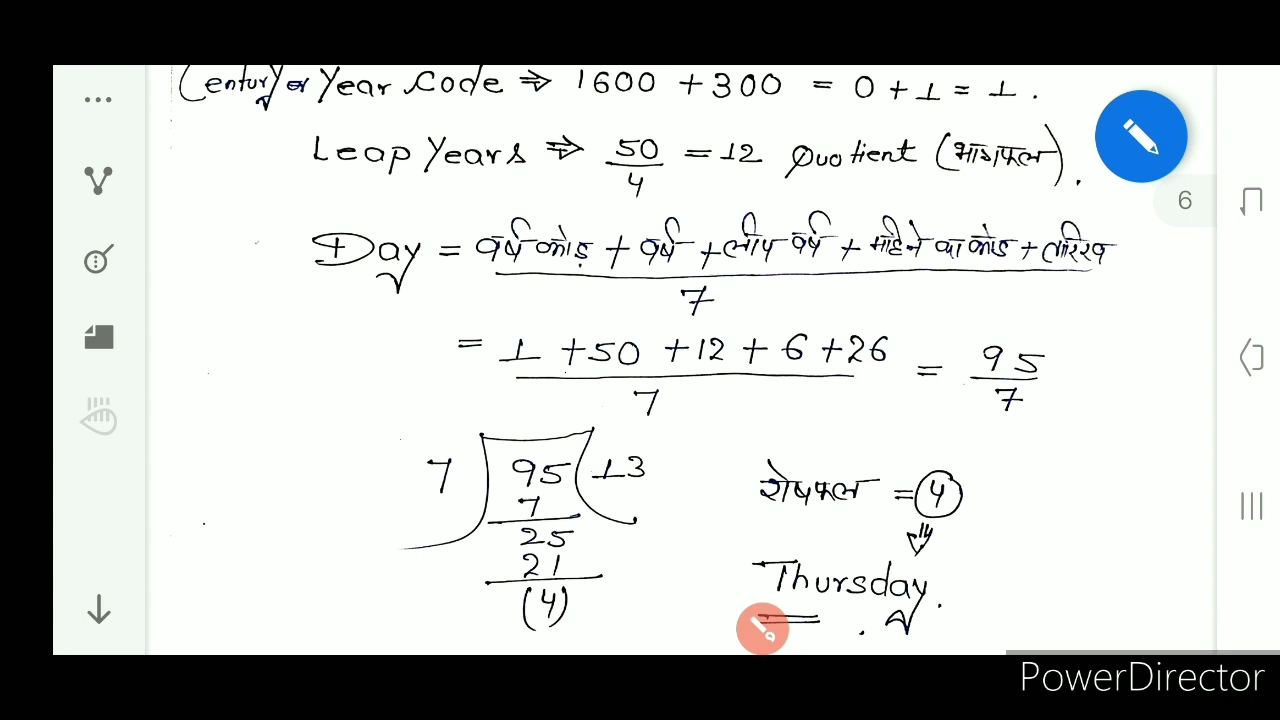 Century or Year Code ⇒ 1600 + 300 = 0 + 1 = 1 .
Leap Years ⇒ 50/4 = 12 Quotient (भागफल) .
6
Day = वर्ष कोड़ + वर्ष + लीप वर्ष + महिने का कोड + तारिख
7
= 1 + 50 + 12 + 6 + 26 / 7 = 95 / 7
7 ) 95 ( 13
7
25
21
(4)
शेषफल = 4
⇓
Thursday .
PowerDirector